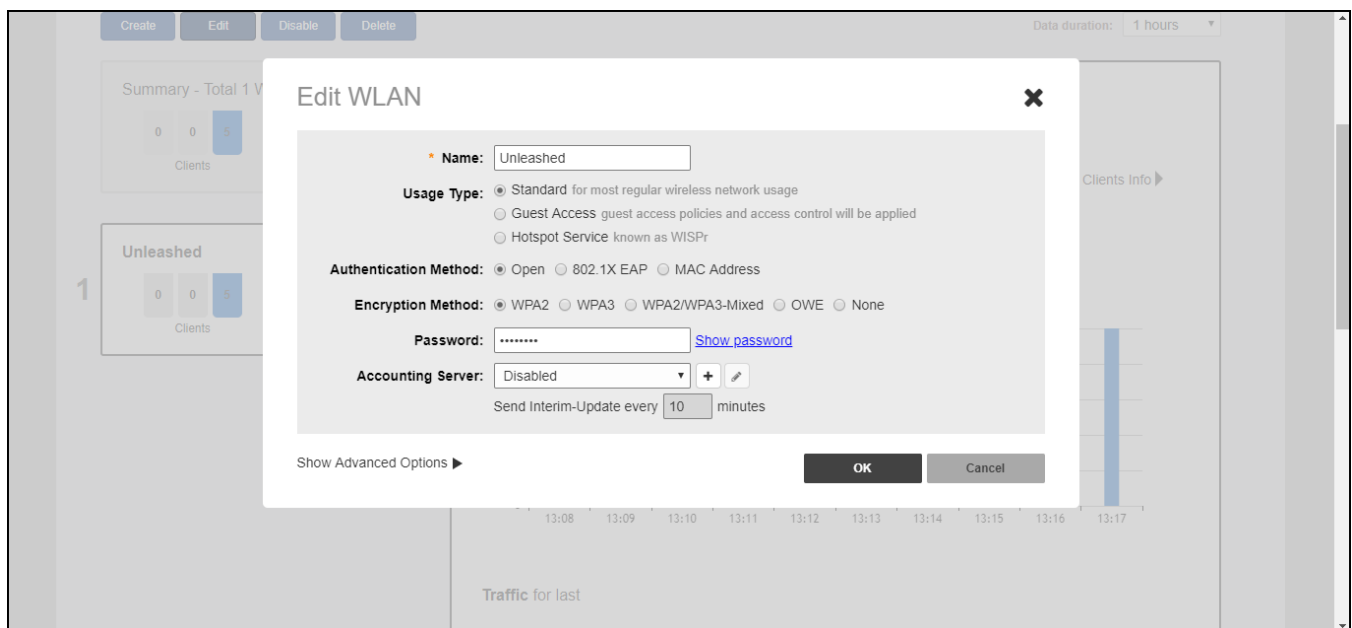 Create Edit Disable Delete Data duration: 1 hours
Summary - Total 1 W
0 0 5
Clients
Clients Info
Unleashed
1
0 0 5
Clients
Edit WLAN
* Name: Unleashed
Usage Type: Standard for most regular wireless network usage
Guest Access guest access policies and access control will be applied
Hotspot Service known as WISPr
Authentication Method: Open 802.1X EAP MAC Address
Encryption Method: WPA2 WPA3 WPA2/WPA3-Mixed OWE None
Password: •••••••• Show password
Accounting Server: Disabled
Send Interim-Update every 10 minutes
Show Advanced Options
OK Cancel
13:08 13:09 13:10 13:11 13:12 13:13 13:14 13:15 13:16 13:17
Traffic for last